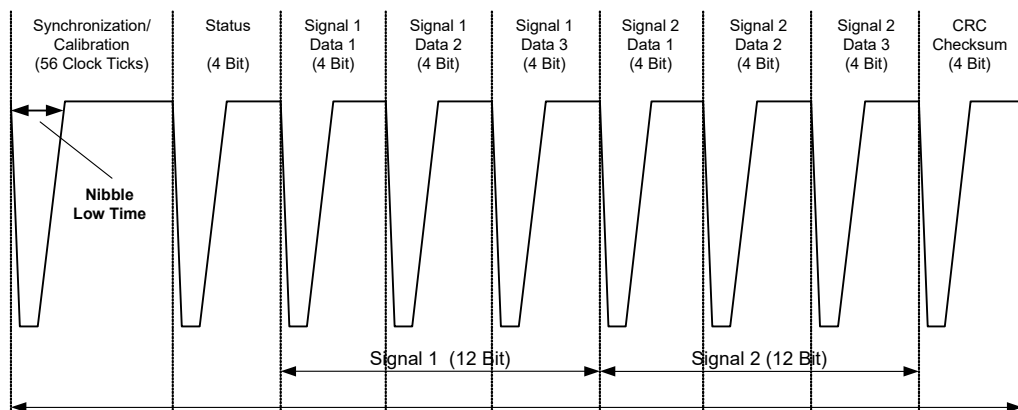 Synchronization/
Calibration
(56 Clock Ticks)
Status
(4 Bit)
Signal 1
Data 1
(4 Bit)
Signal 1
Data 2
(4 Bit)
Signal 1
Data 3
(4 Bit)
Signal 2
Data 1
(4 Bit)
Signal 2
Data 2
(4 Bit)
Signal 2
Data 3
(4 Bit)
CRC
Checksum
(4 Bit)
Nibble
Low Time
Signal 1 (12 Bit)
Signal 2 (12 Bit)